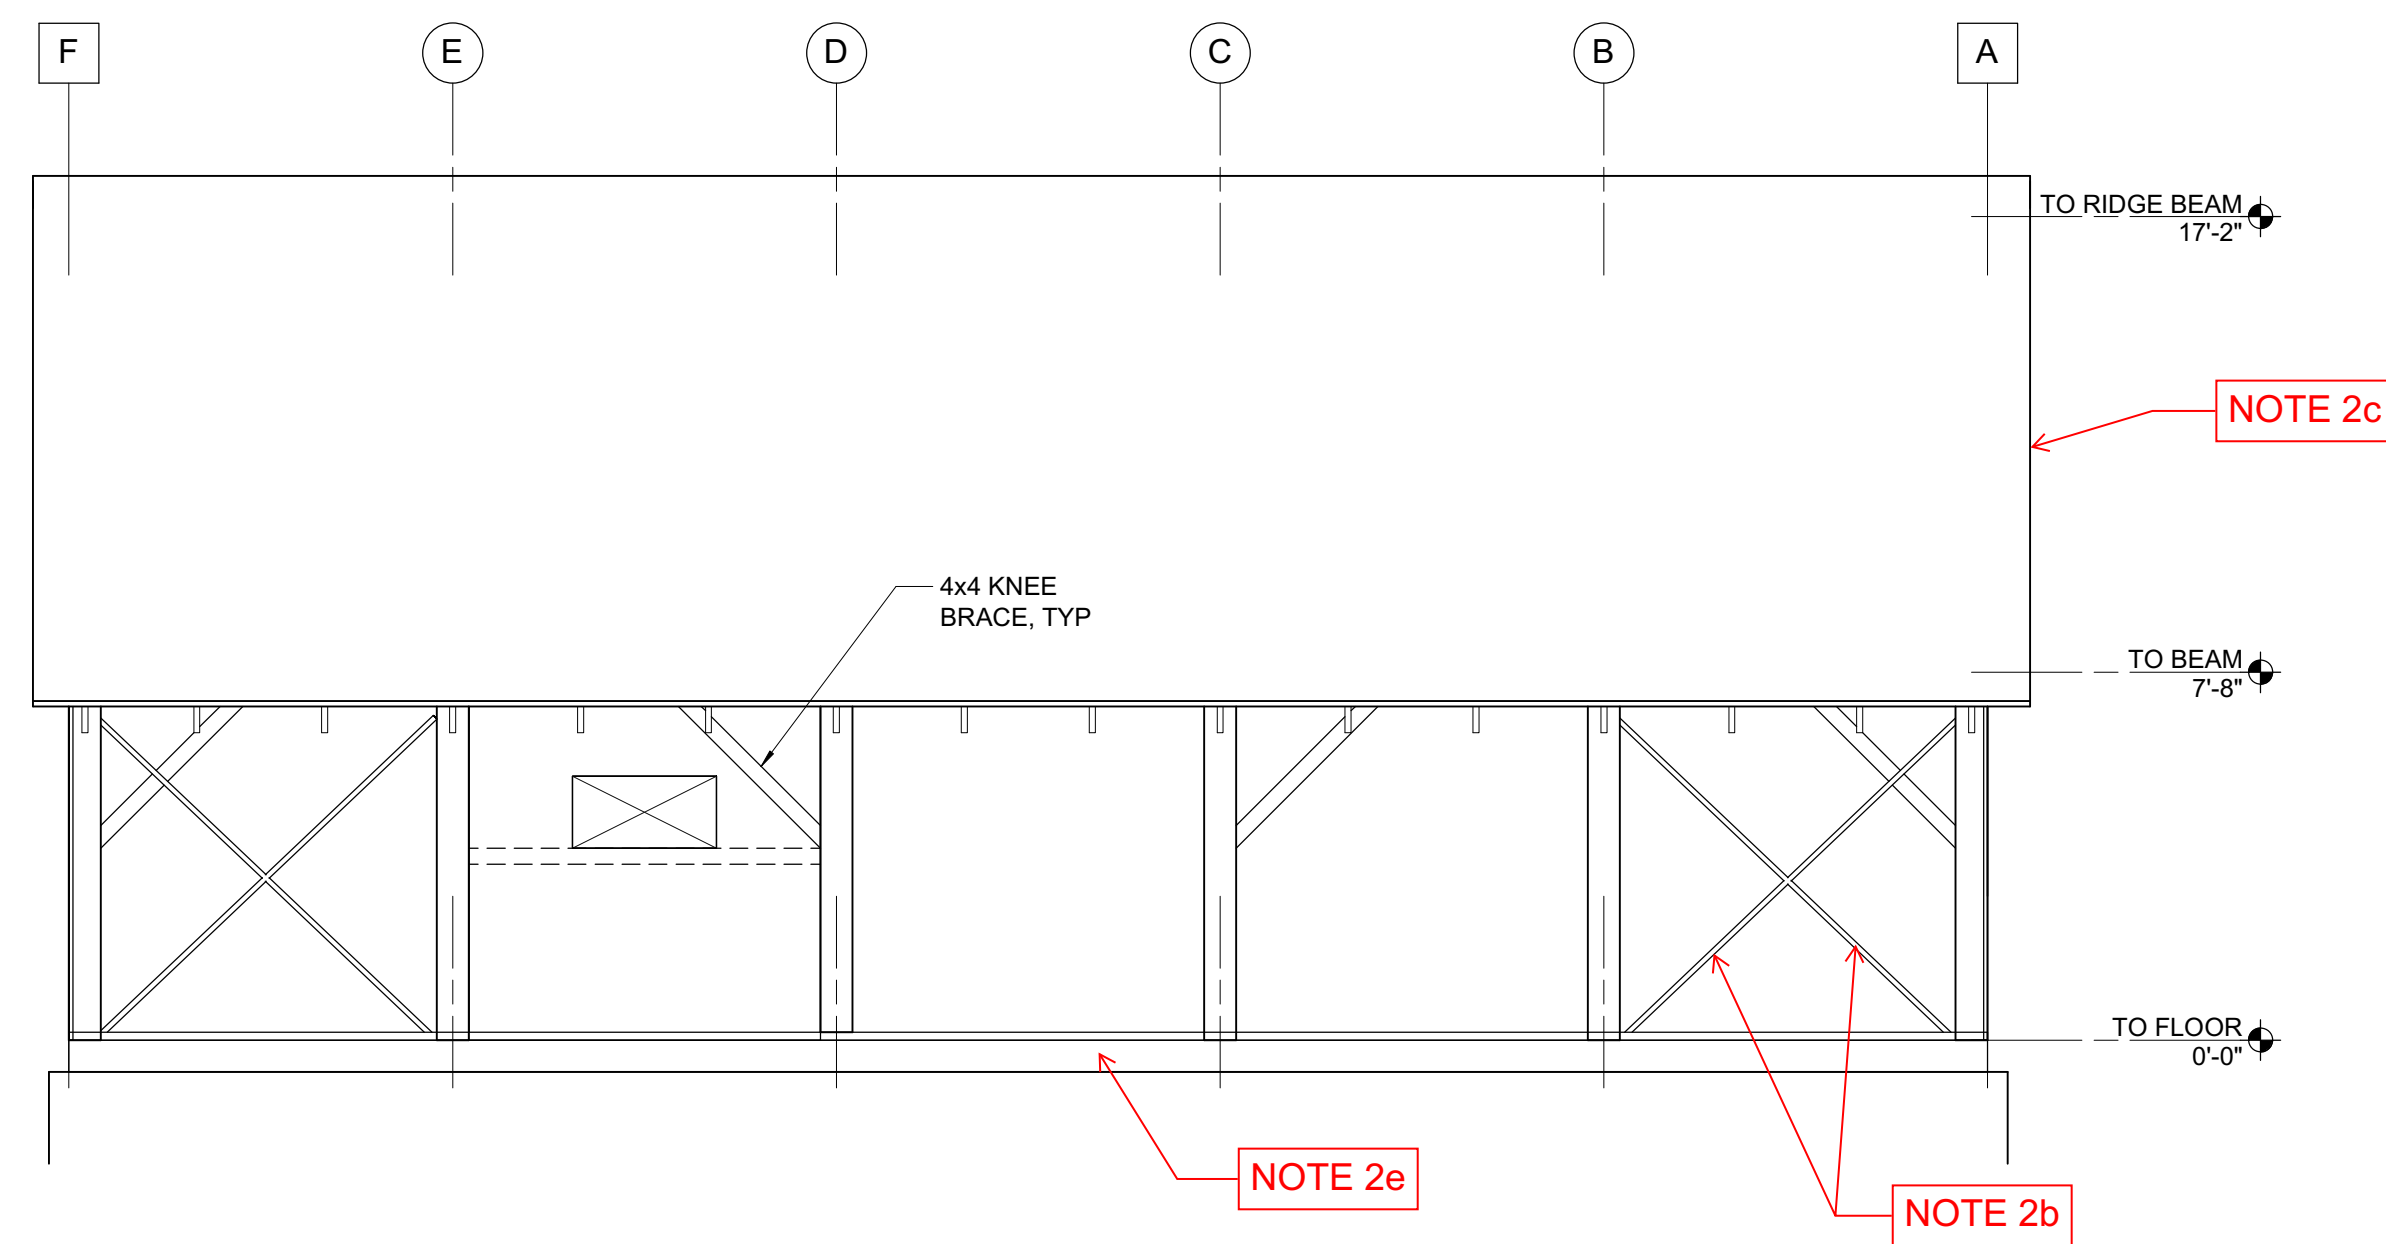 F
E
D
C
B
A
TO RIDGE BEAM
17'-2"
NOTE 2c
4x4 KNEE
BRACE, TYP
TO BEAM
7'-8"
TO FLOOR
0'-0"
NOTE 2e
NOTE 2b